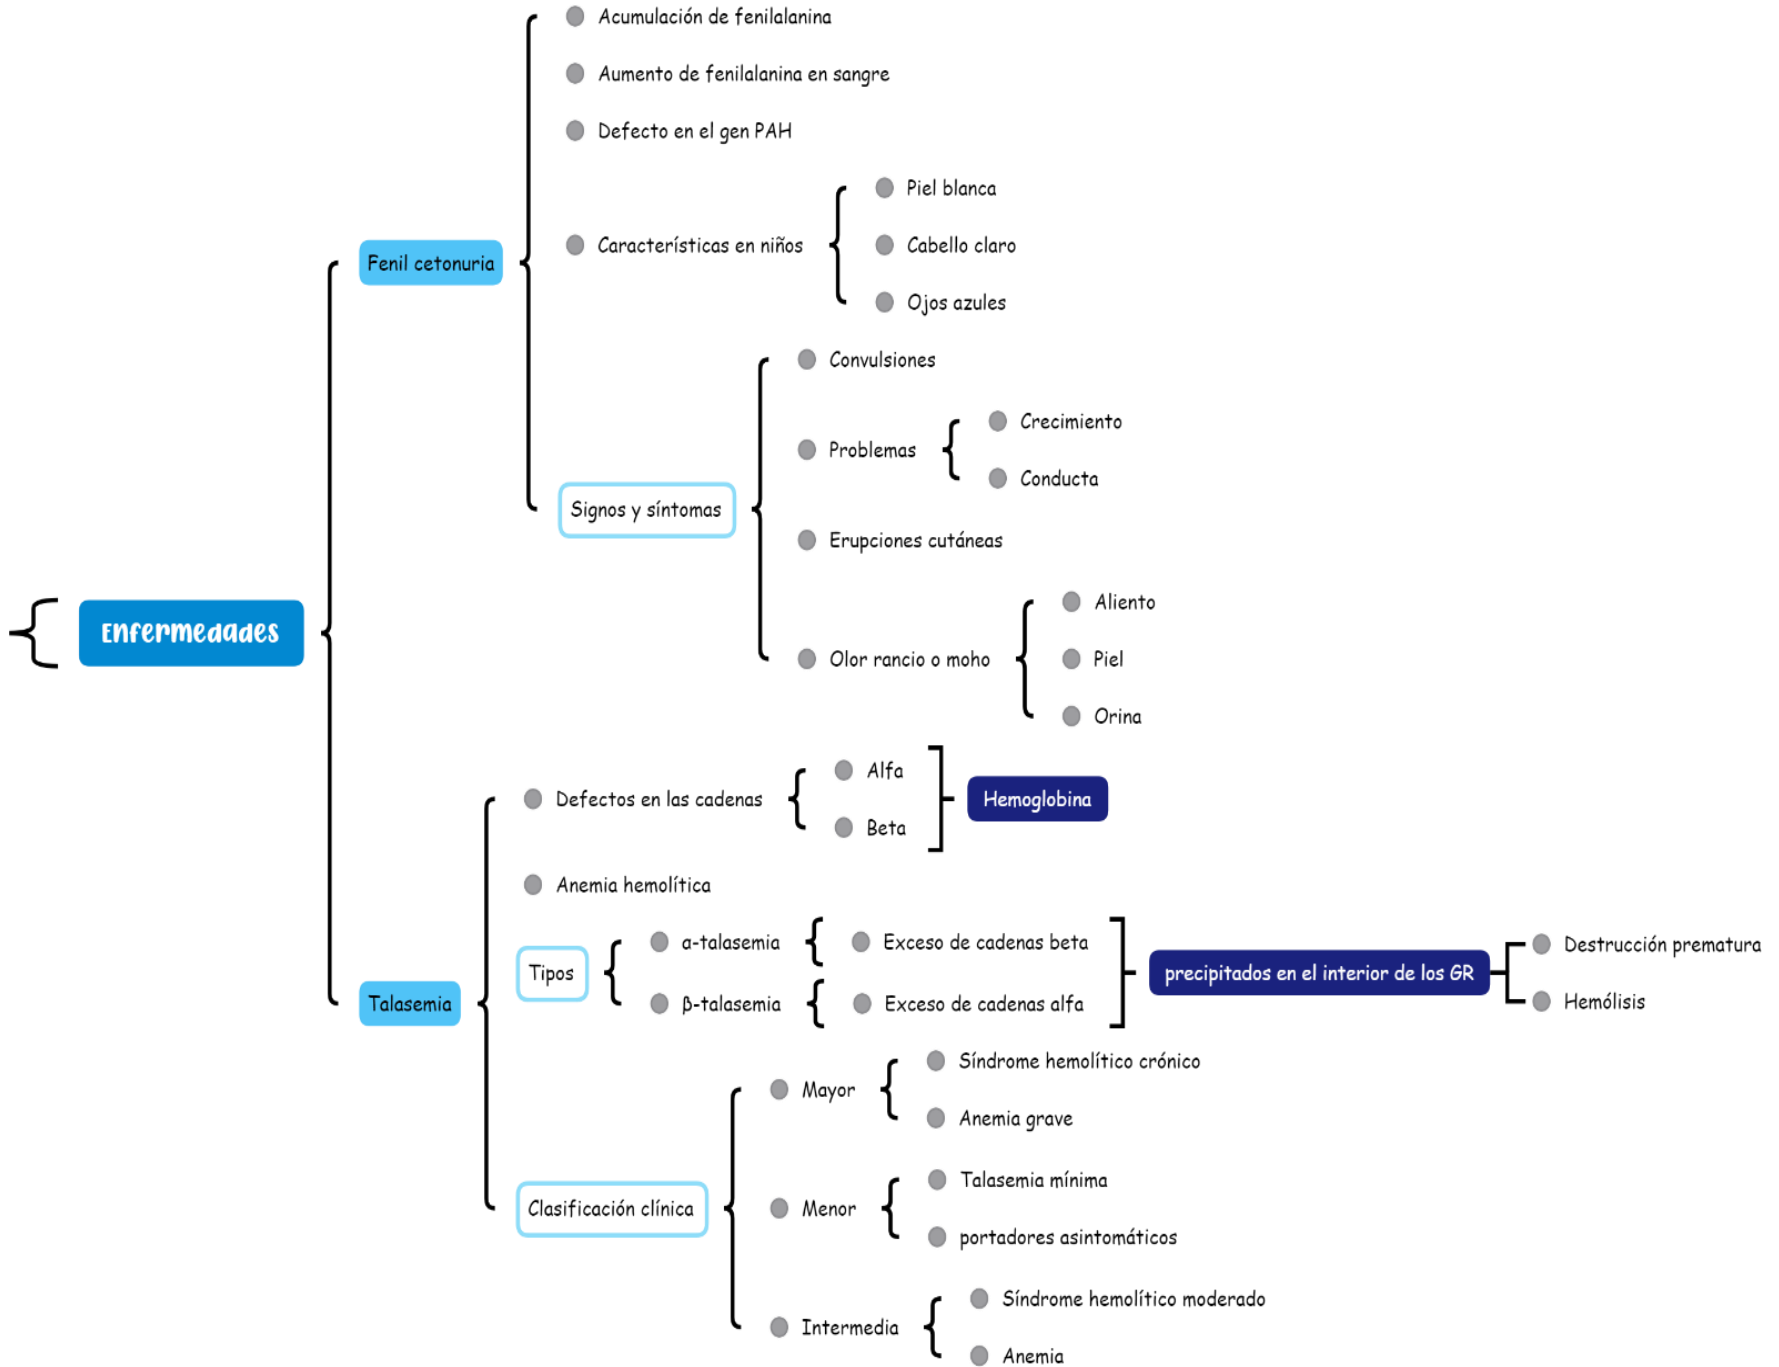 Enfermedades
Fenil cetonuria
Acumulación de fenilalanina
Aumento de fenilalanina en sangre
Defecto en el gen PAH
Características en niños
Piel blanca
Cabello claro
Ojos azules
Signos y síntomas
Convulsiones
Problemas
Crecimiento
Conducta
Erupciones cutáneas
Olor rancio o moho
Aliento
Piel
Orina
Talasemia
Defectos en las cadenas
Alfa
Beta
Hemoglobina
Anemia hemolítica
Tipos
α-talasemia
Exceso de cadenas beta
β-talasemia
Exceso de cadenas alfa
precipitados en el interior de los GR
Destrucción prematura
Hemólisis
Clasificación clínica
Mayor
Síndrome hemolítico crónico
Anemia grave
Menor
Talasemia mínima
portadores asintomáticos
Intermedia
Síndrome hemolítico moderado
Anemia